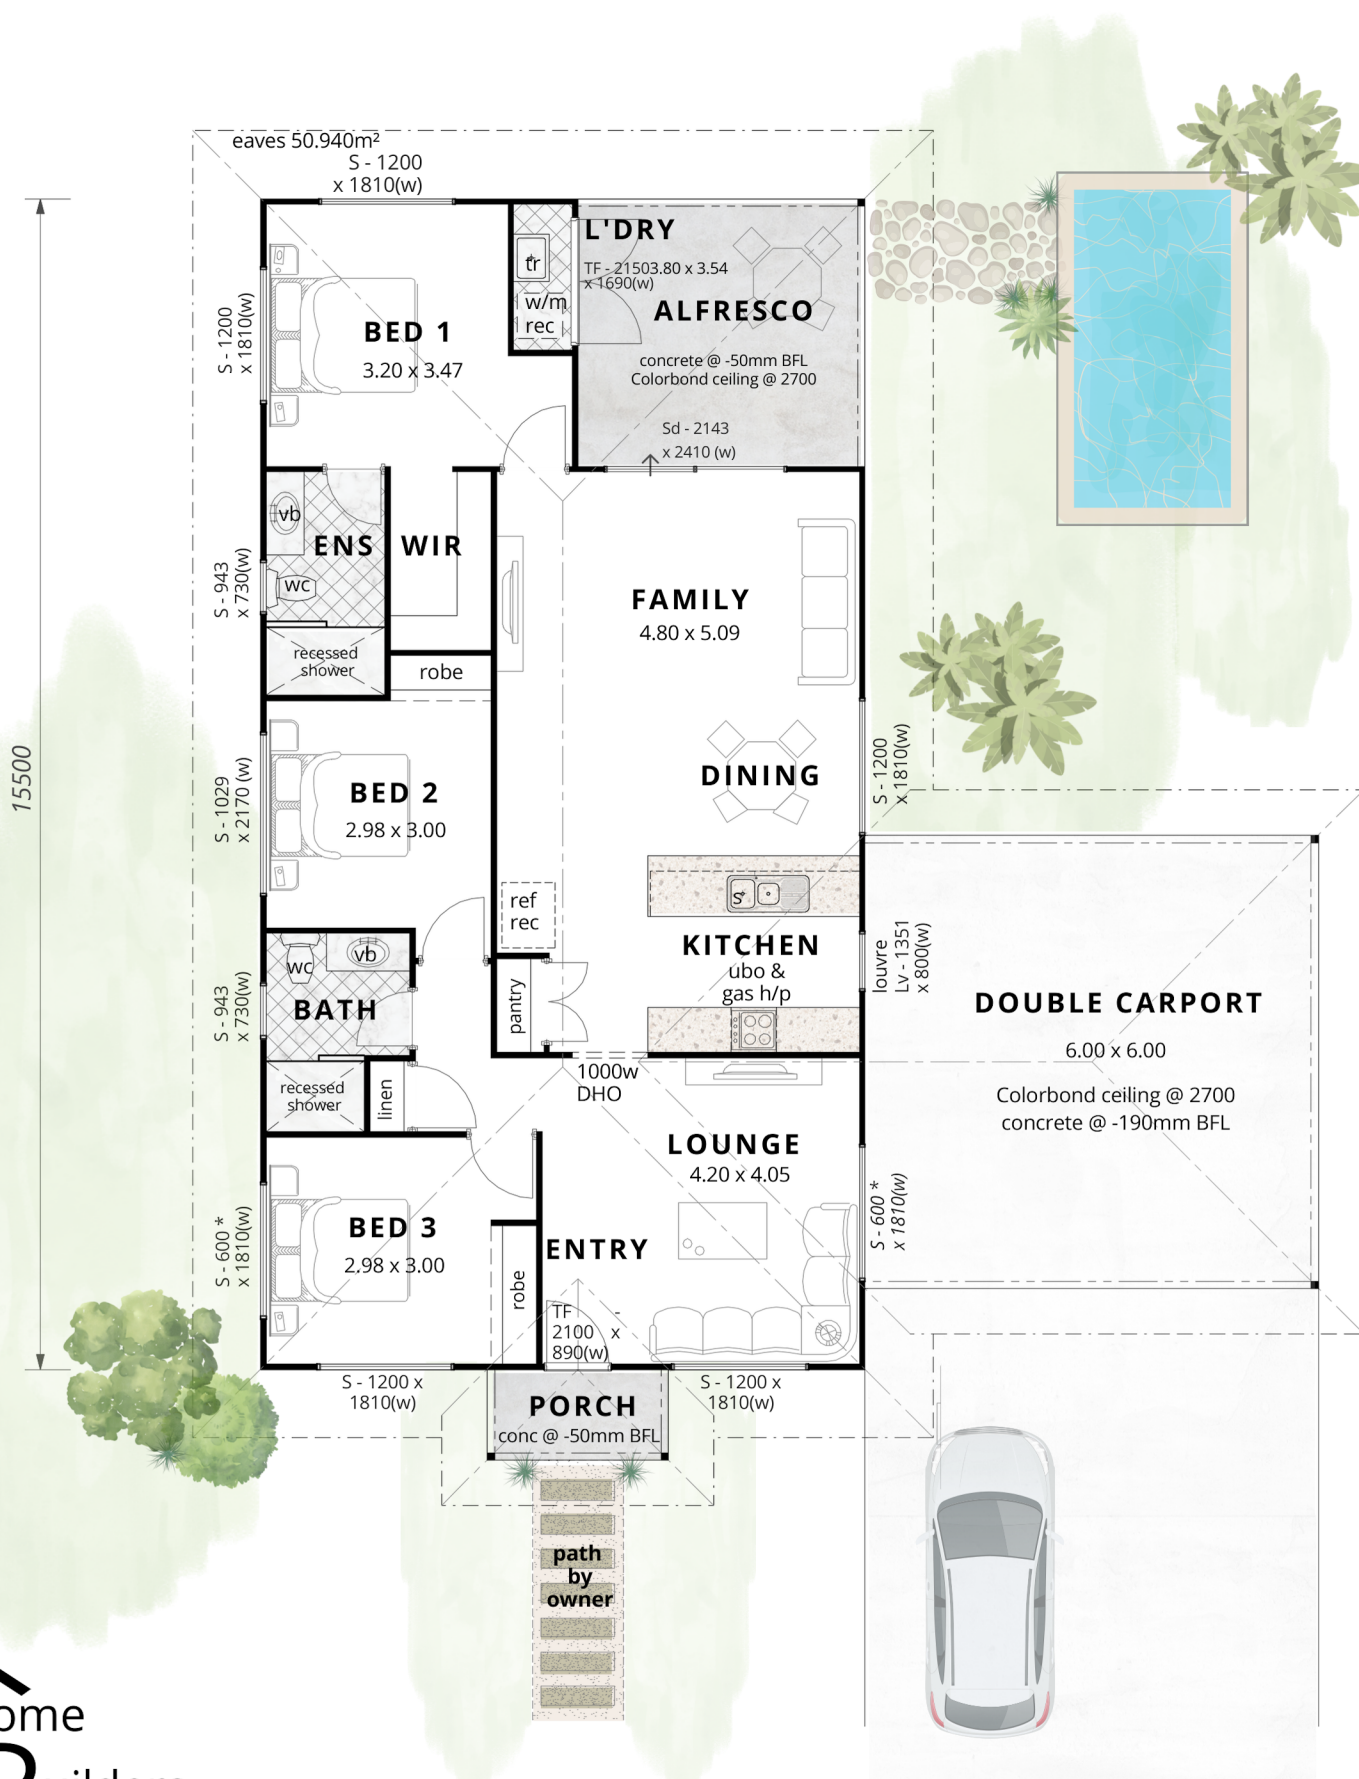 eaves 50.940m²
S - 1200
x 1810(w)
L'DRY
TF - 21503.80 x 3.54
x 1690(w)
ALFRESCO
concrete @ -50mm BFL
Colorbond ceiling @ 2700
Sd - 2143
x 2410 (w)
tr
w/m
rec
S - 1200
x 1810(w)
BED 1
3.20 x 3.47
vb
ENS
WIR
wc
S - 943
x 730(w)
recessed
shower
robe
FAMILY
4.80 x 5.09
15500
S - 1029
x 2170 (w)
BED 2
2.98 x 3.00
DINING
S - 1200
x 1810(w)
ref
rec
s
KITCHEN
ubo &
gas h/p
louvre
Lv - 1351
x 800(w)
DOUBLE CARPORT
6.00 x 6.00
Colorbond ceiling @ 2700
concrete @ -190mm BFL
wc
vb
BATH
S - 943
x 730(w)
pantry
recessed
shower
linen
1000w
DHO
LOUNGE
4.20 x 4.05
S - 600 *
x 1810(w)
S - 600 *
x 1810(w)
BED 3
2.98 x 3.00
robe
ENTRY
TF -
2100 x
890(w)
S - 1200 x
1810(w)
S - 1200 x
1810(w)
PORCH
conc @ -50mm BFL
path
by
owner
ome